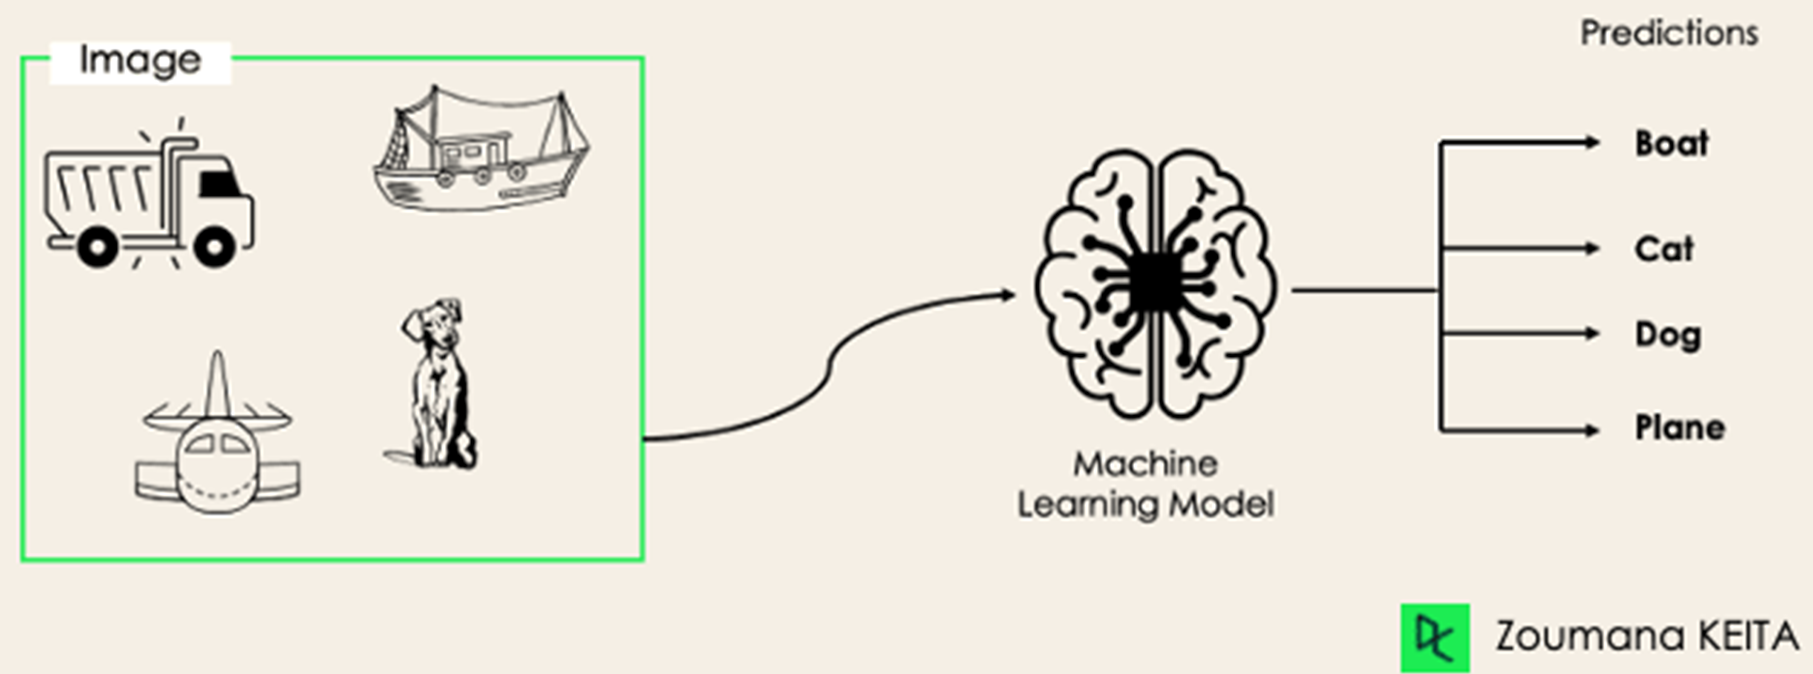 Image
Predictions
Boat
Cat
Dog
Plane
Machine
Learning Model
Zoumana KEITA